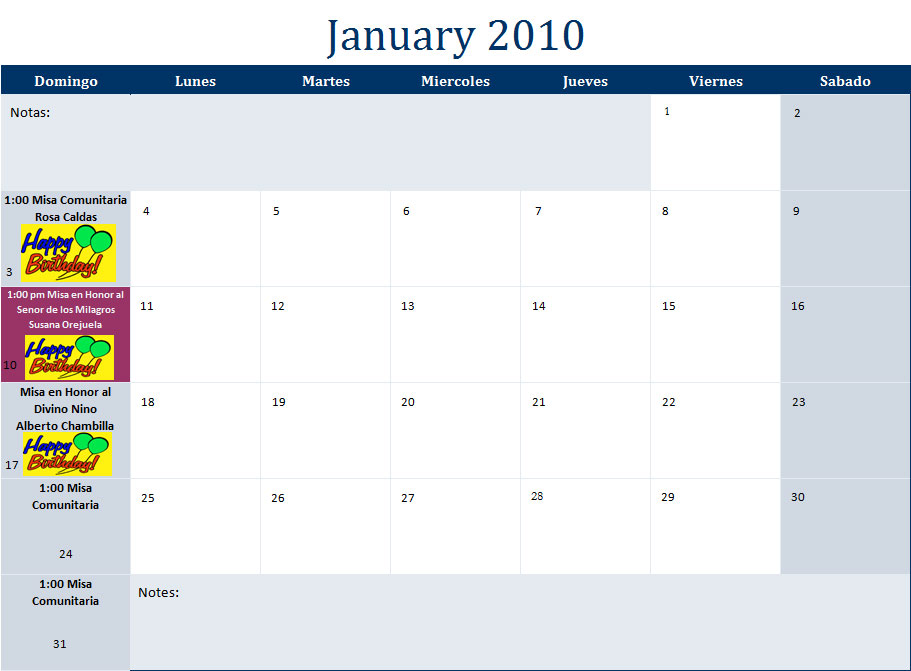 January 2010
Domingo Lunes Martes Miercoles Jueves Viernes Sabado
Notas:
1
2
1:00 Misa Comunitaria
Rosa Caldas
Happy
Birthday!
3
4
5
6
7
8
9
1:00 pm Misa en Honor al
Senor de los Milagros
Susana Orejuela
Happy
Birthday!
10
11
12
13
14
15
16
Misa en Honor al
Divino Nino
Alberto Chambilla
Happy
Birthday!
17
18
19
20
21
22
23
1:00 Misa
Comunitaria
24
25
26
27
28
29
30
1:00 Misa
Comunitaria
31
Notes: